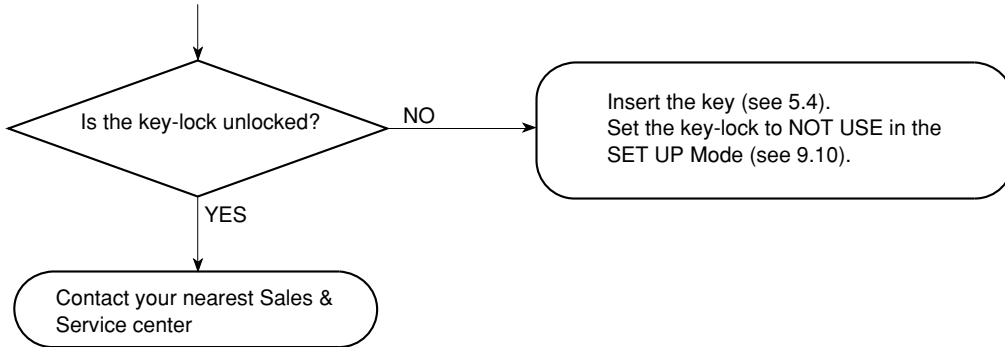 Is the key-lock unlocked?
NO
Insert the key (see 5.4).
Set the key-lock to NOT USE in the
SET UP Mode (see 9.10).
YES
Contact your nearest Sales &
Service center